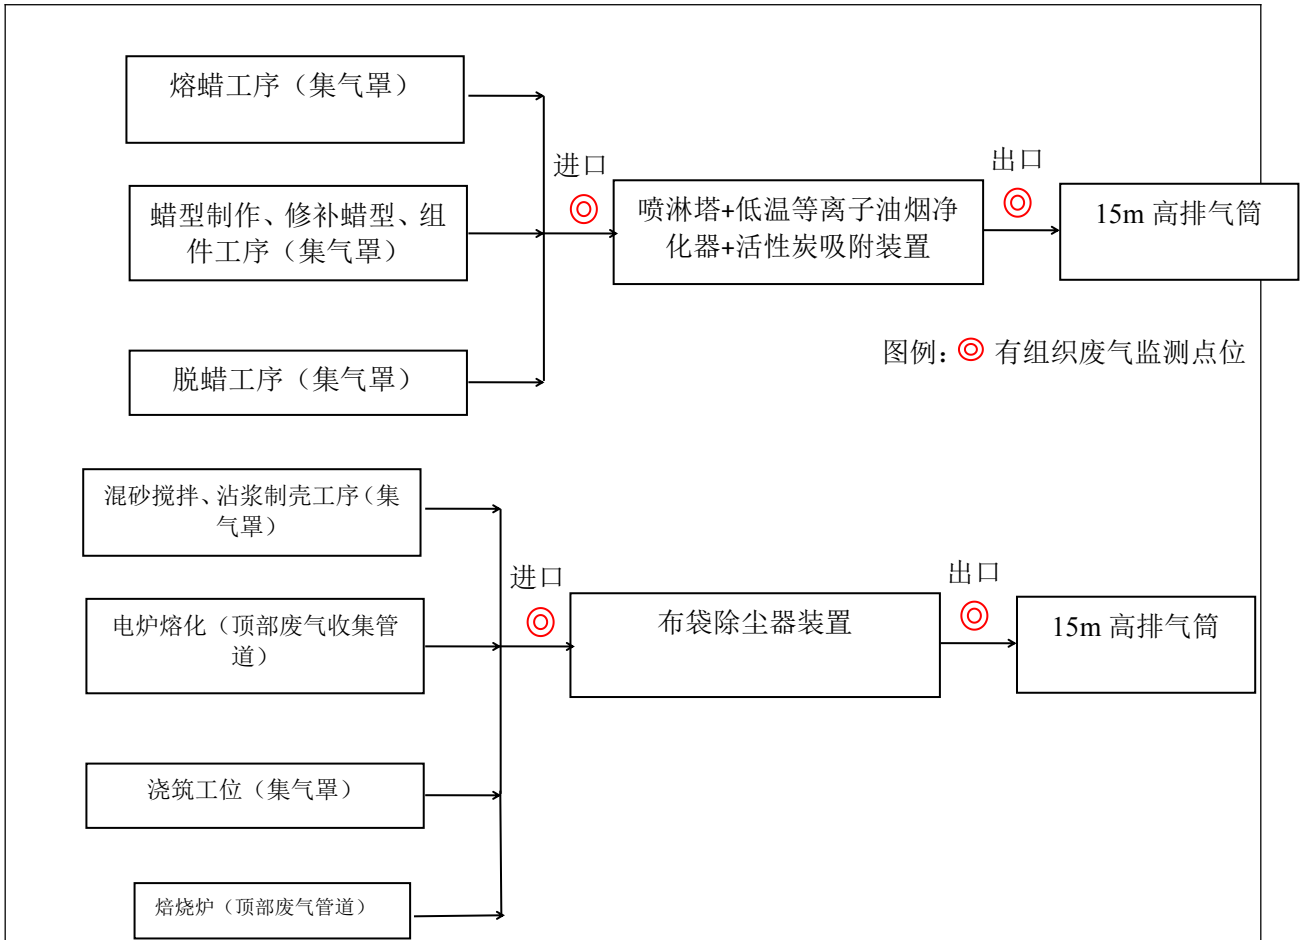 熔蜡工序（集气罩）
进口
出口
蜡型制作、修补蜡型、组
件工序（集气罩）
喷淋塔+低温等离子油烟净
化器+活性炭吸附装置
15m 高排气筒
图例：
有组织废气监测点位
脱蜡工序（集气罩）
混砂搅拌、沾浆制壳工序（集
气罩）
进口
出口
电炉熔化（顶部废气收集管
道）
布袋除尘器装置
15m 高排气筒
浇筑工位（集气罩）
焙烧炉（顶部废气管道）